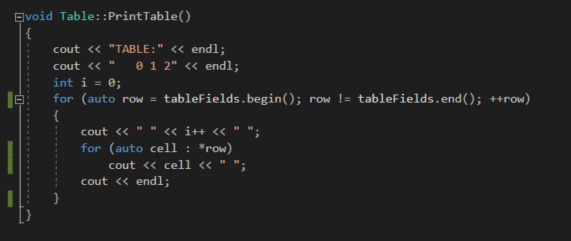 void Table::PrintTable()
{
    cout << "TABLE:" << endl;
    cout << "   0 1 2" << endl;
    int i = 0;
    for (auto row = tableFields.begin(); row != tableFields.end(); ++row)
    {
        cout << " " << i++ << " ";
        for (auto cell : *row)
            cout << cell << " ";
        cout << endl;
    }
}